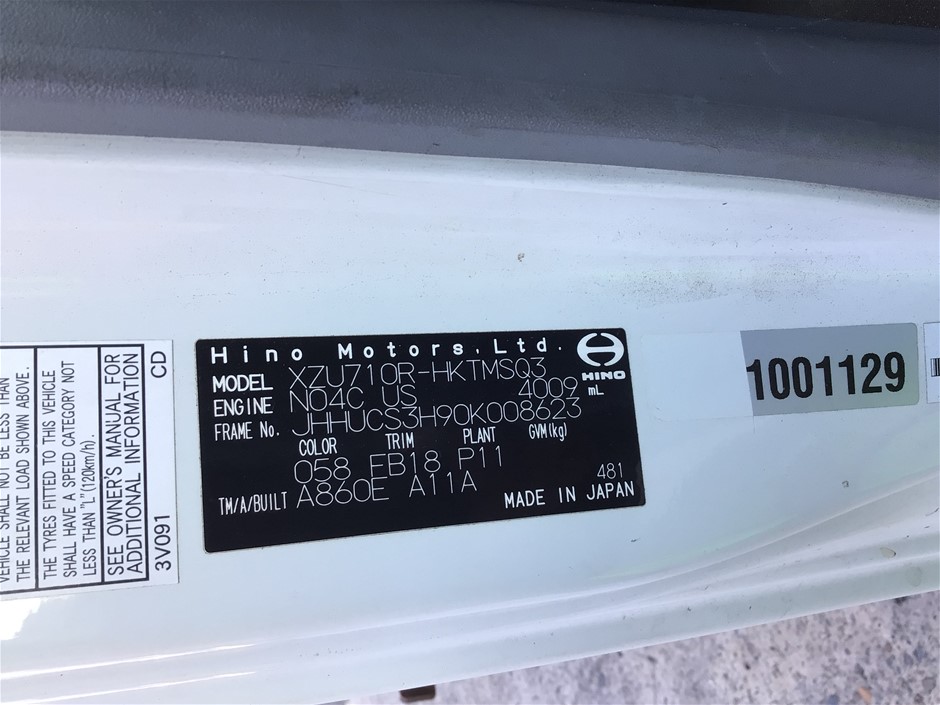 VEHICLE SHALL NOT BE LESS THAN
THE RELEVANT LOAD SHOWN ABOVE.
THE TYRES FITTED TO THIS VEHICLE
SHALL HAVE A SPEED CATEGORY NOT
LESS THAN "L" (120km/h).
SEE OWNER'S MANUAL FOR
ADDITIONAL INFORMATION
3V091 CD
Hino Motors, Ltd.
HINO
MODEL XZU710R-HKTMSQ3
ENGINE N04C US 4009 mL
FRAME No. JHHUCS3H90K008623
COLOR TRIM PLANT GVM(kg)
058 EB18 P11
TM/A/BUILT A860E A11A
481
MADE IN JAPAN
1001129